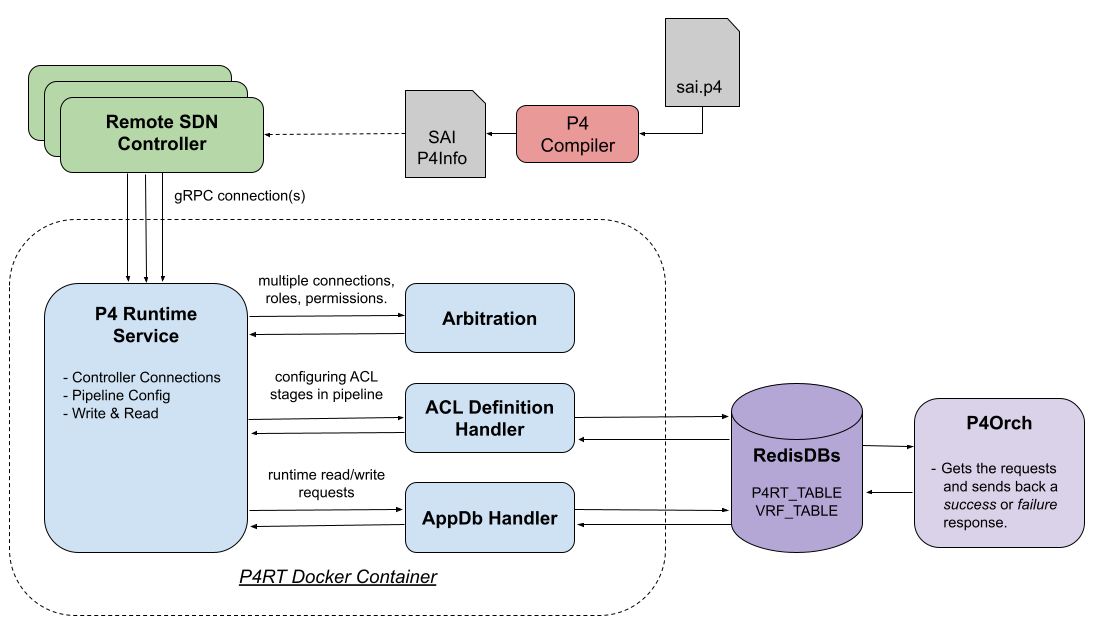 sai.p4
Remote SDN
Controller
SAI
P4Info
P4
Compiler
gRPC connection(s)
P4 Runtime
Service
- Controller Connections
- Pipeline Config
- Write & Read
multiple connections,
roles, permissions.
Arbitration
configuring ACL
stages in pipeline
ACL Definition
Handler
runtime read/write
requests
AppDb Handler
P4RT Docker Container
RedisDBs
P4RT_TABLE
VRF_TABLE
P4Orch
- Gets the requests
and sends back a
success or failure
response.